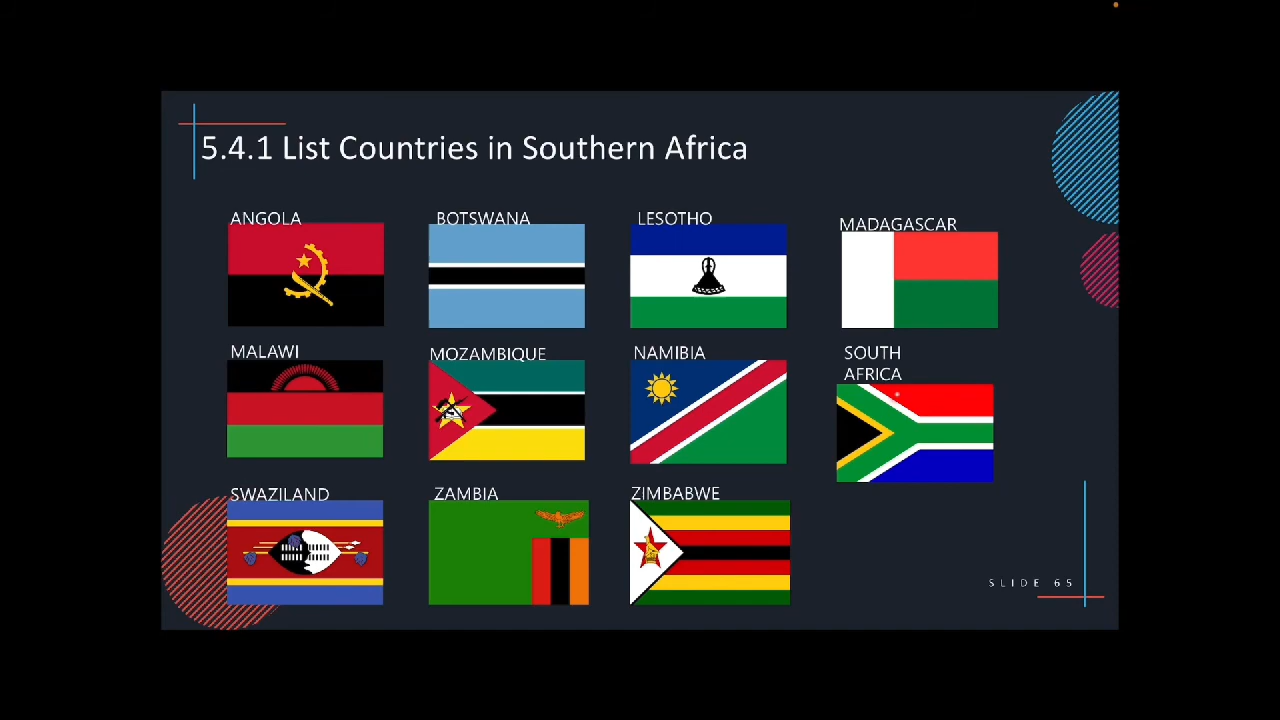 5.4.1 List Countries in Southern Africa
ANGOLA
BOTSWANA
LESOTHO
MADAGASCAR
MALAWI
MOZAMBIQUE
NAMIBIA
SOUTH
AFRICA
SWAZILAND
ZAMBIA
ZIMBABWE
SLIDE 65